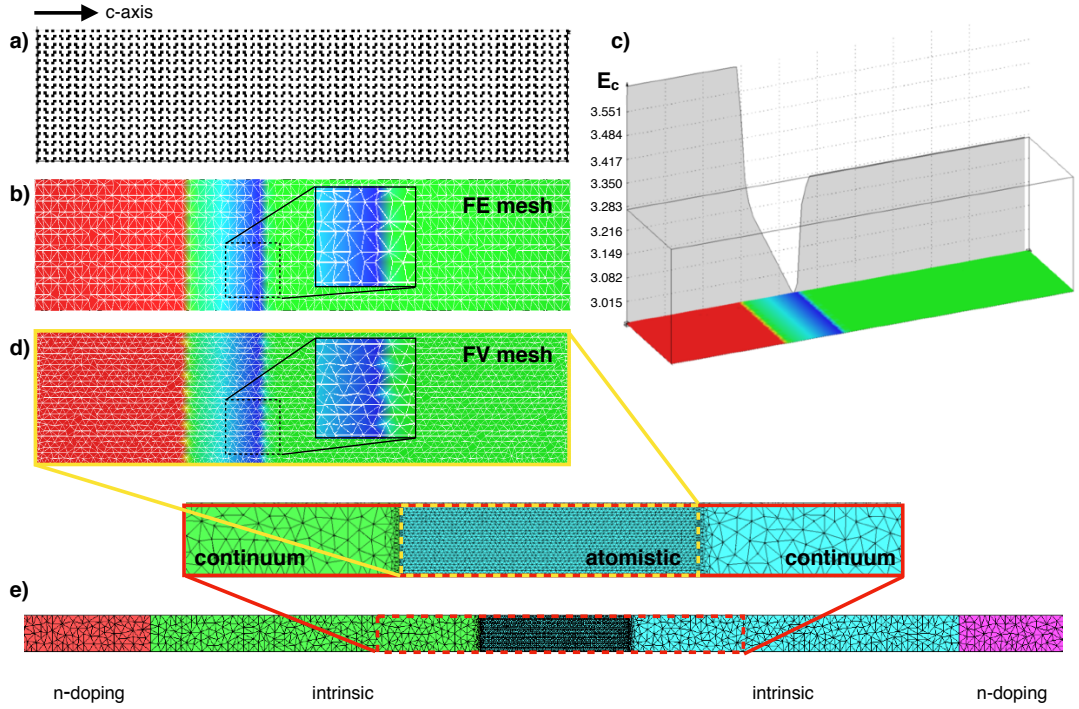 c-axis
a)
c)
E_c
3.551
3.484
3.417
3.350
3.283
3.216
3.149
3.082
3.015
b)
FE mesh
d)
FV mesh
continuum
atomistic
continuum
e)
n-doping
intrinsic
intrinsic
n-doping